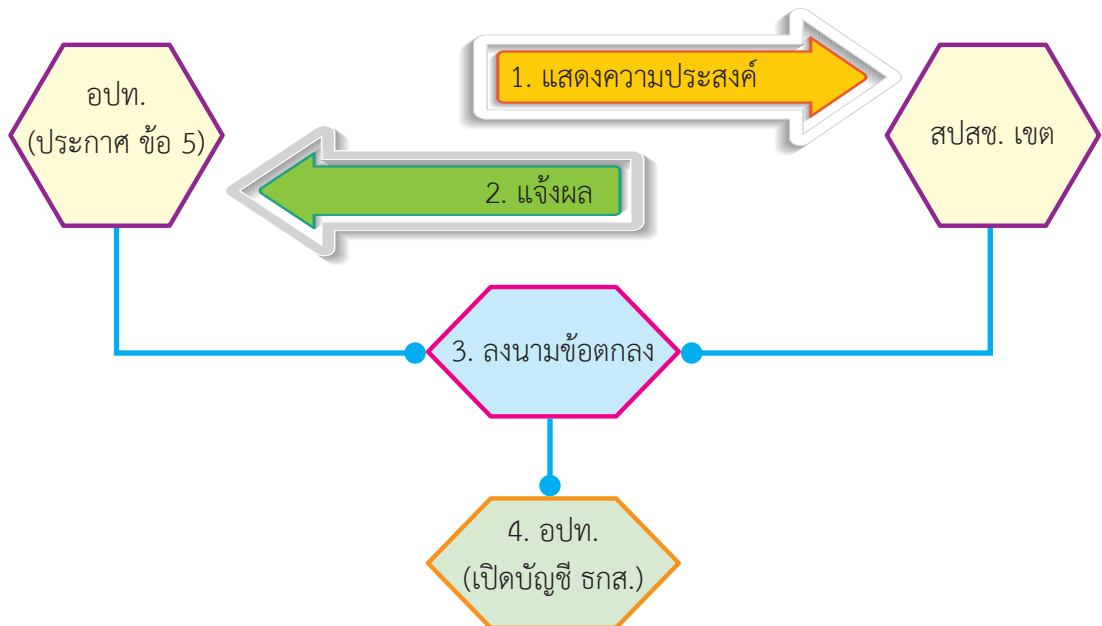 อปท.
(ประกาศ ข้อ 5)
1. แสดงความประสงค์
สปสช. เขต
2. แจ้งผล
3. ลงนามข้อตกลง
4. อปท.
(เปิดบัญชี ธกส.)